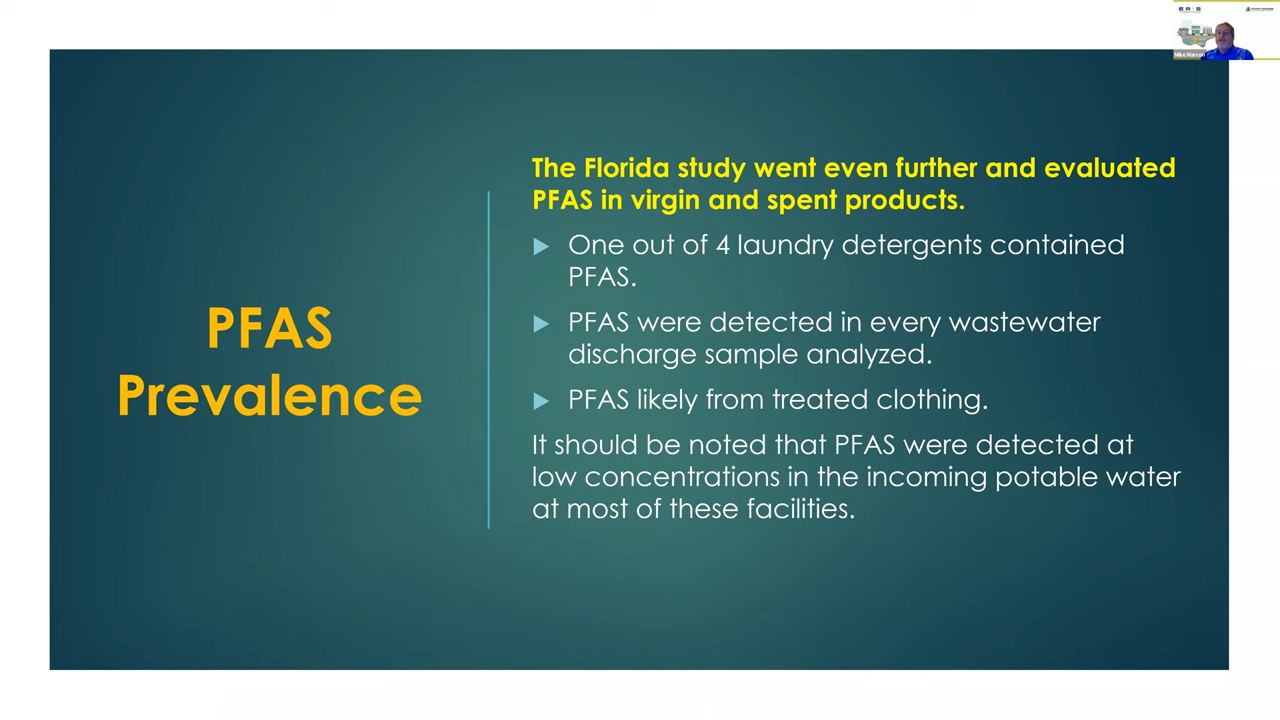 ERIS
Mike Marcon
The Florida study went even further and evaluated
PFAS in virgin and spent products.
One out of 4 laundry detergents contained
PFAS.
PFAS were detected in every wastewater
discharge sample analyzed.
PFAS likely from treated clothing.
It should be noted that PFAS were detected at
low concentrations in the incoming potable water
at most of these facilities.
PFAS
Prevalence